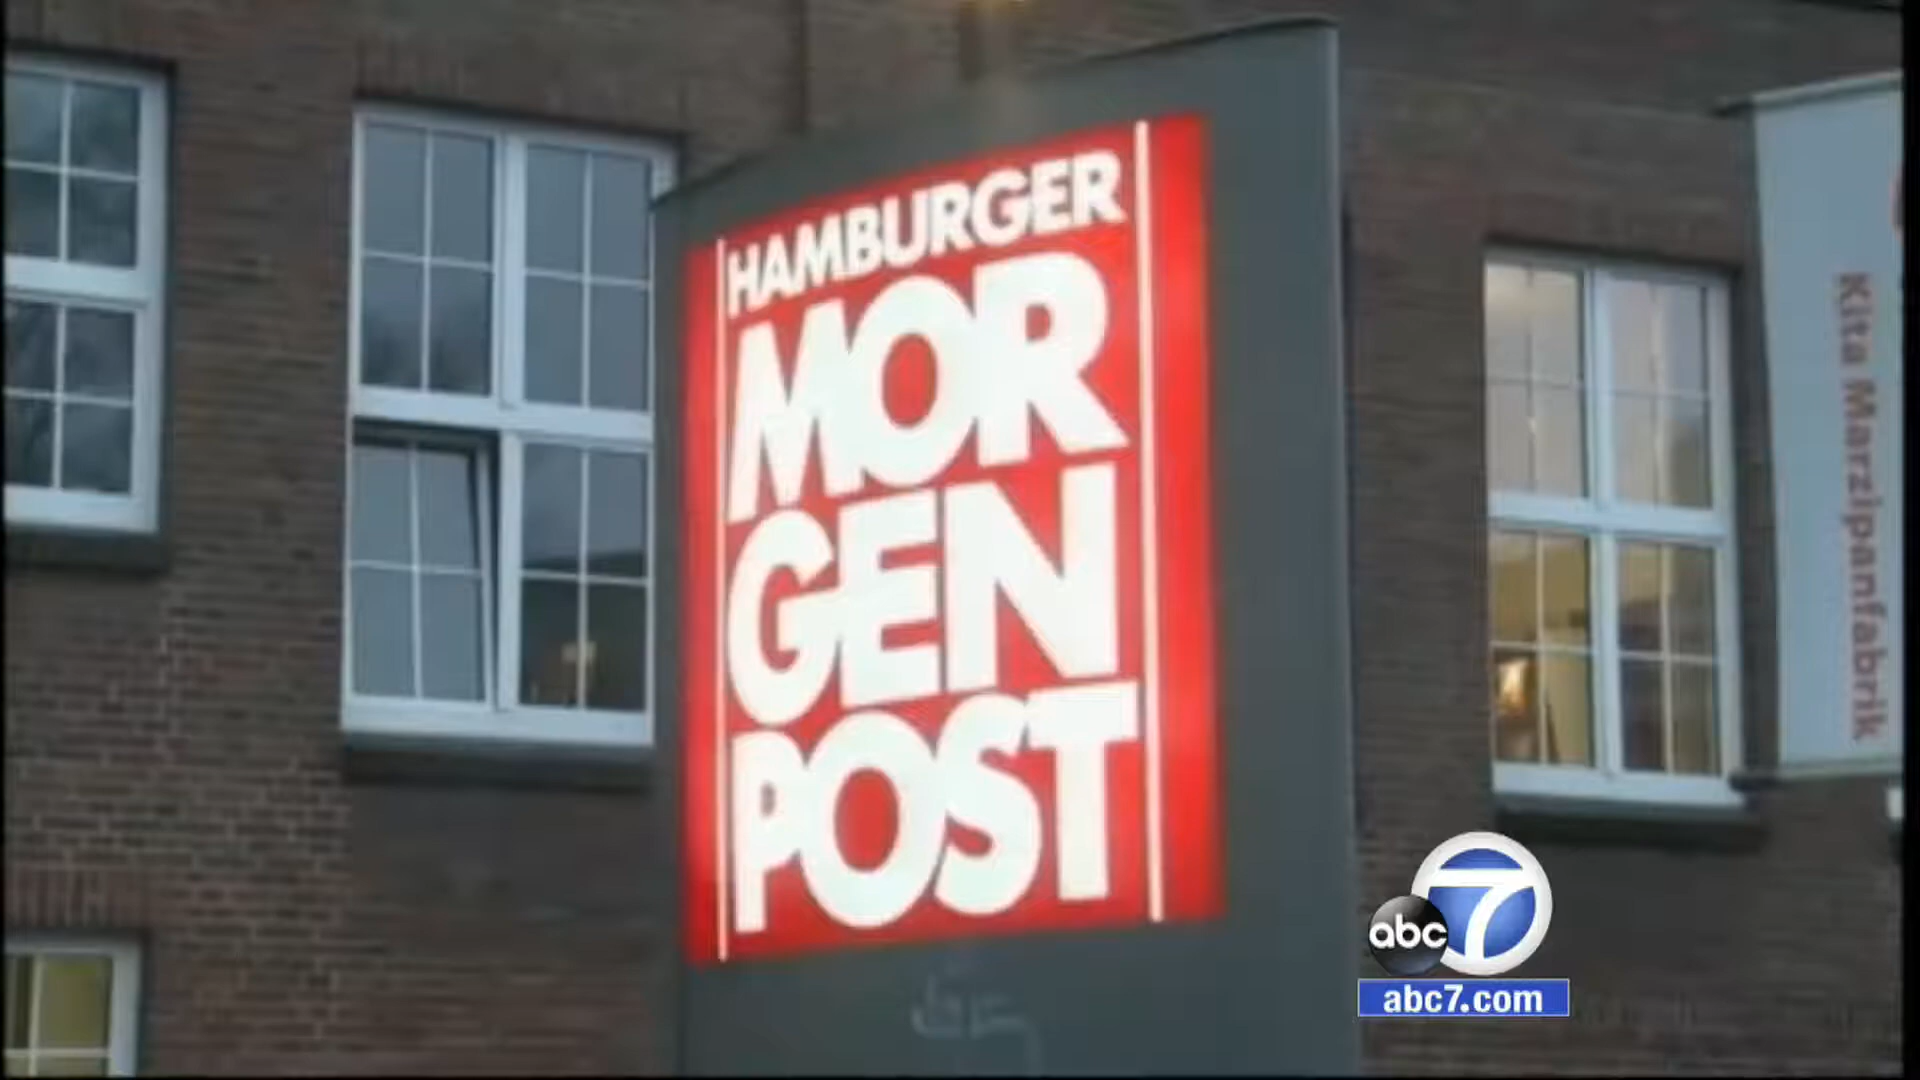 HAMBURGER
MOR
GEN
POST
Kita Marzipanfabrik
abc 7
abc7.com